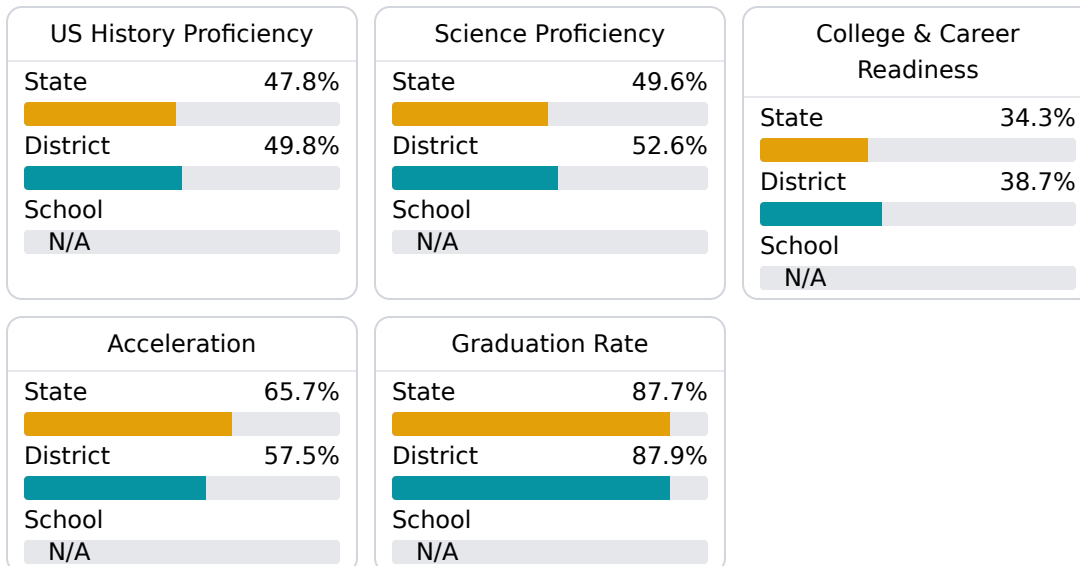 US History Proficiency
State 47.8%
District 49.8%
School
N/A
Science Proficiency
State 49.6%
District 52.6%
School
N/A
College & Career
Readiness
State 34.3%
District 38.7%
School
N/A
Acceleration
State 65.7%
District 57.5%
School
N/A
Graduation Rate
State 87.7%
District 87.9%
School
N/A